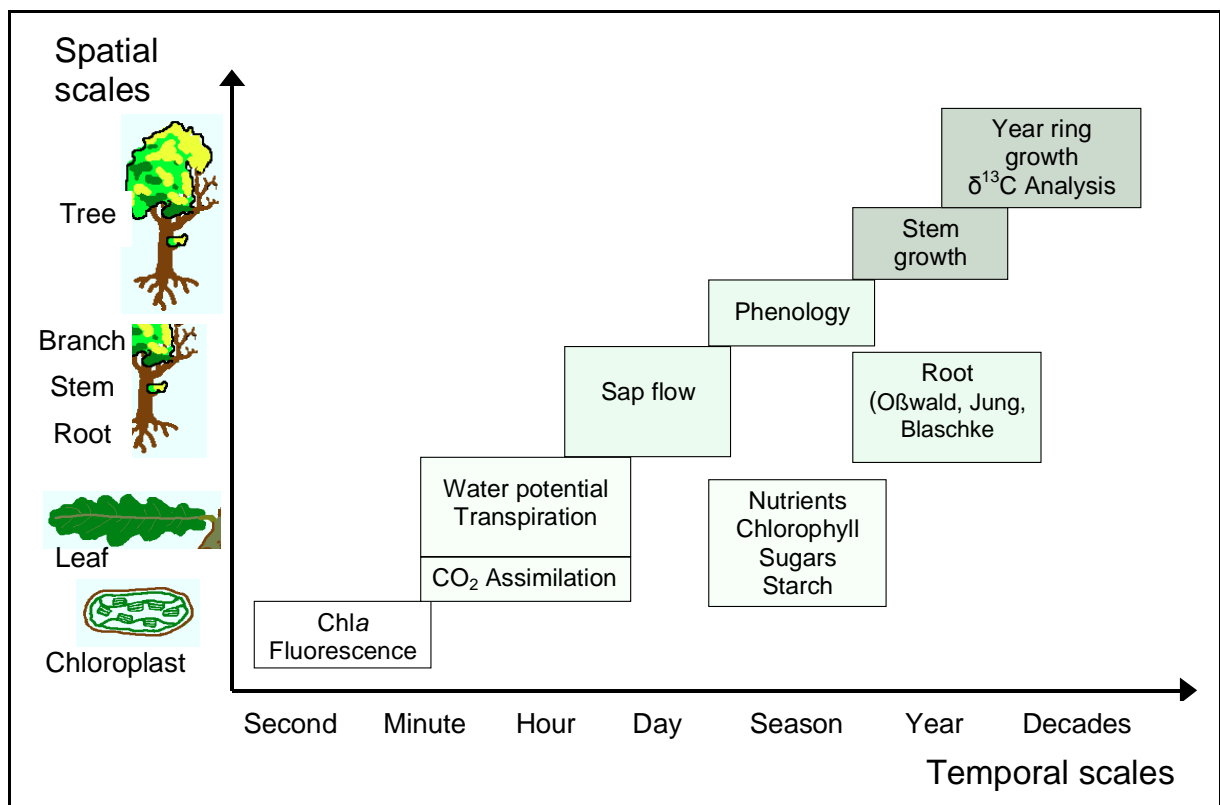 Spatial
scales
Tree
Branch
Stem
Root
Leaf
Chloroplast
Year ring
growth
δ¹³C Analysis
Stem
growth
Phenology
Sap flow
Root
(Oßwald, Jung,
Blaschke
Water potential
Transpiration
CO₂ Assimilation
Nutrients
Chlorophyll
Sugars
Starch
Chla
Fluorescence
Second Minute Hour Day Season Year Decades
Temporal scales